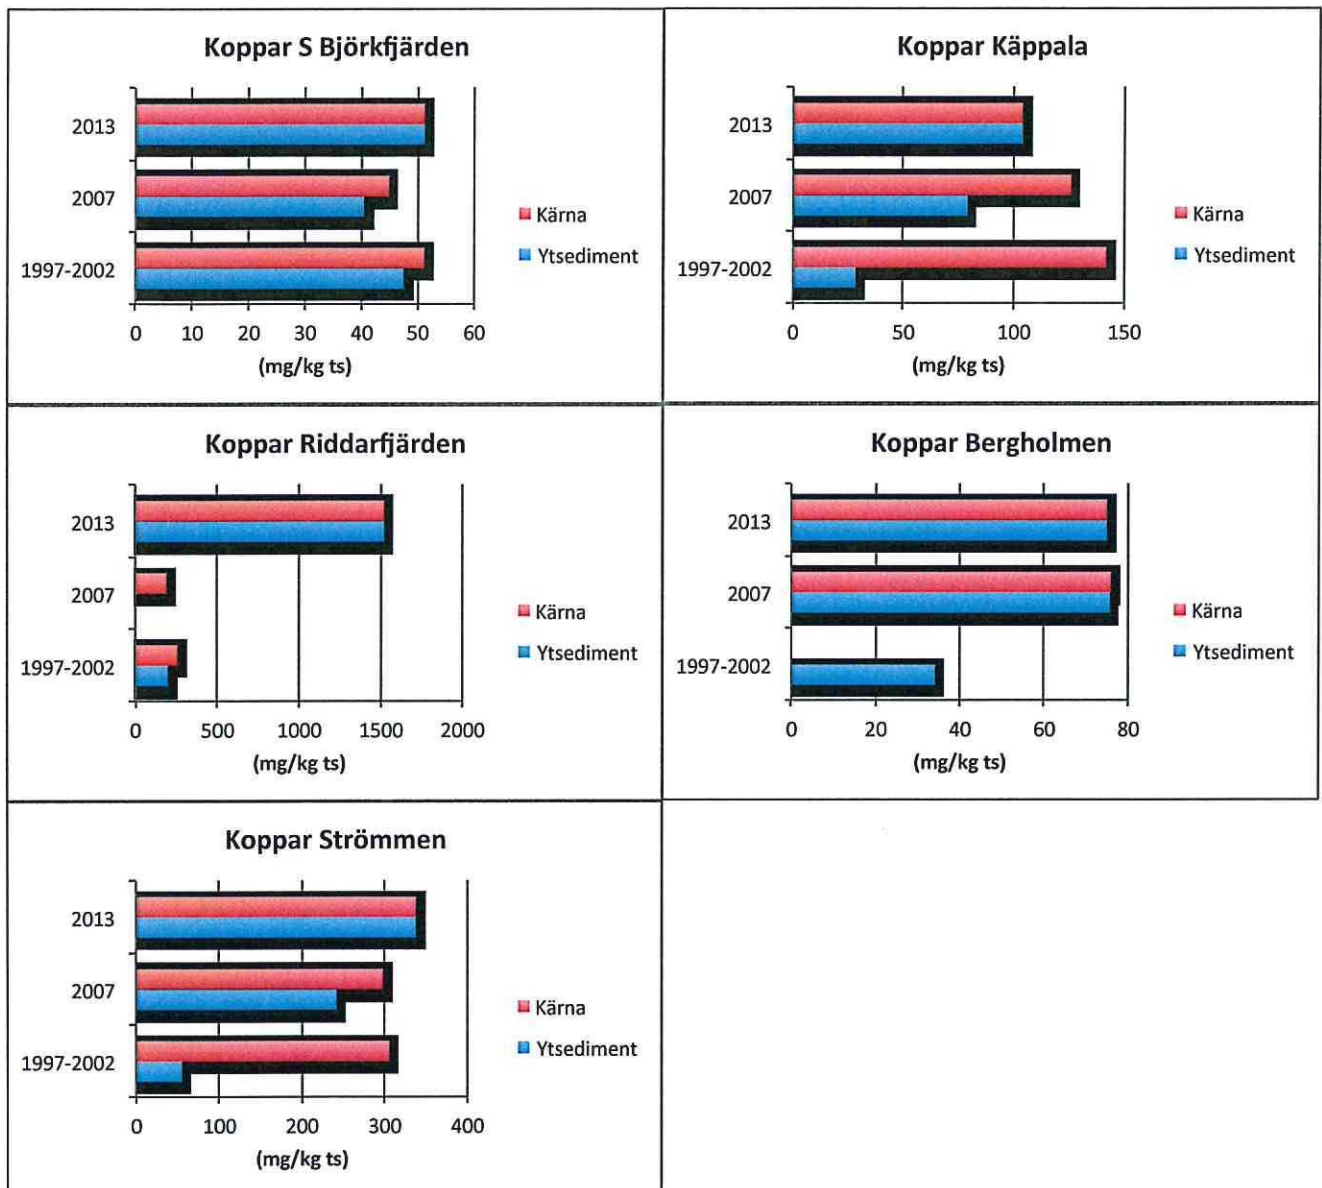 Koppar S Björkfjärden
2013
2007
1997-2002
0 10 20 30 40 50 60
(mg/kg ts)
Kärna
Ytsediment
Koppar Käppala
2013
2007
1997-2002
0 50 100 150
(mg/kg ts)
Kärna
Ytsediment
Koppar Riddarfjärden
2013
2007
1997-2002
0 500 1000 1500 2000
(mg/kg ts)
Kärna
Ytsediment
Koppar Bergholmen
2013
2007
1997-2002
0 20 40 60 80
(mg/kg ts)
Kärna
Ytsediment
Koppar Strömmen
2013
2007
1997-2002
0 100 200 300 400
(mg/kg ts)
Kärna
Ytsediment